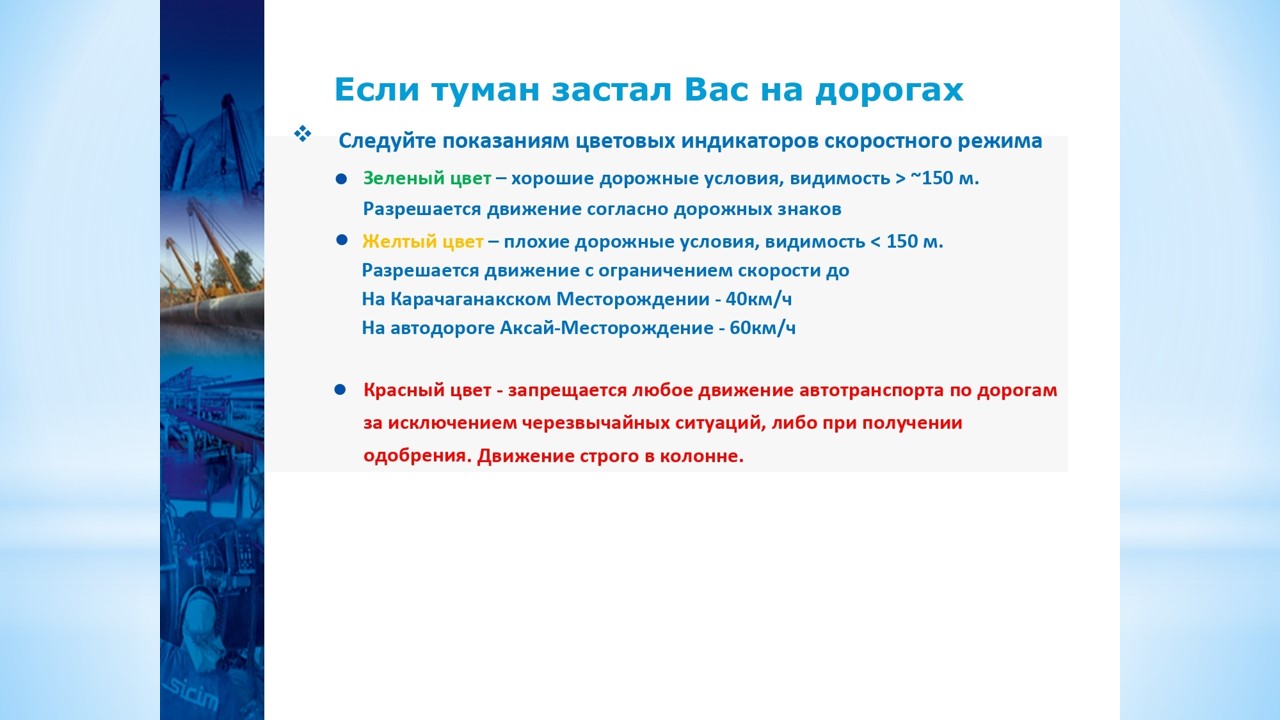 Если туман застал Вас на дорогах
❖ Следуйте показаниям цветовых индикаторов скоростного режима
● Зеленый цвет – хорошие дорожные условия, видимость > ~150 м.
Разрешается движение согласно дорожных знаков
● Желтый цвет – плохие дорожные условия, видимость < 150 м.
Разрешается движение с ограничением скорости до
На Карачаганакском Месторождении - 40км/ч
На автодороге Аксай-Месторождение - 60км/ч
● Красный цвет - запрещается любое движение автотранспорта по дорогам
за исключением черезвычайных ситуаций, либо при получении
одобрения. Движение строго в колонне.
sicim